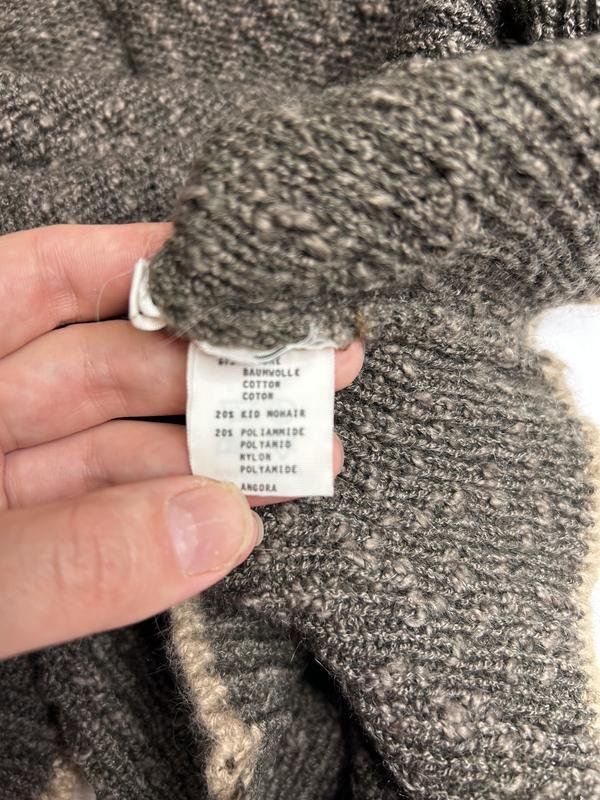 BAUMWOLLE
COTTON
COTON
20% KID MOHAIR
20% POLIAMMIDE
POLYAMID
NYLON
POLYAMIDE
ANGORA